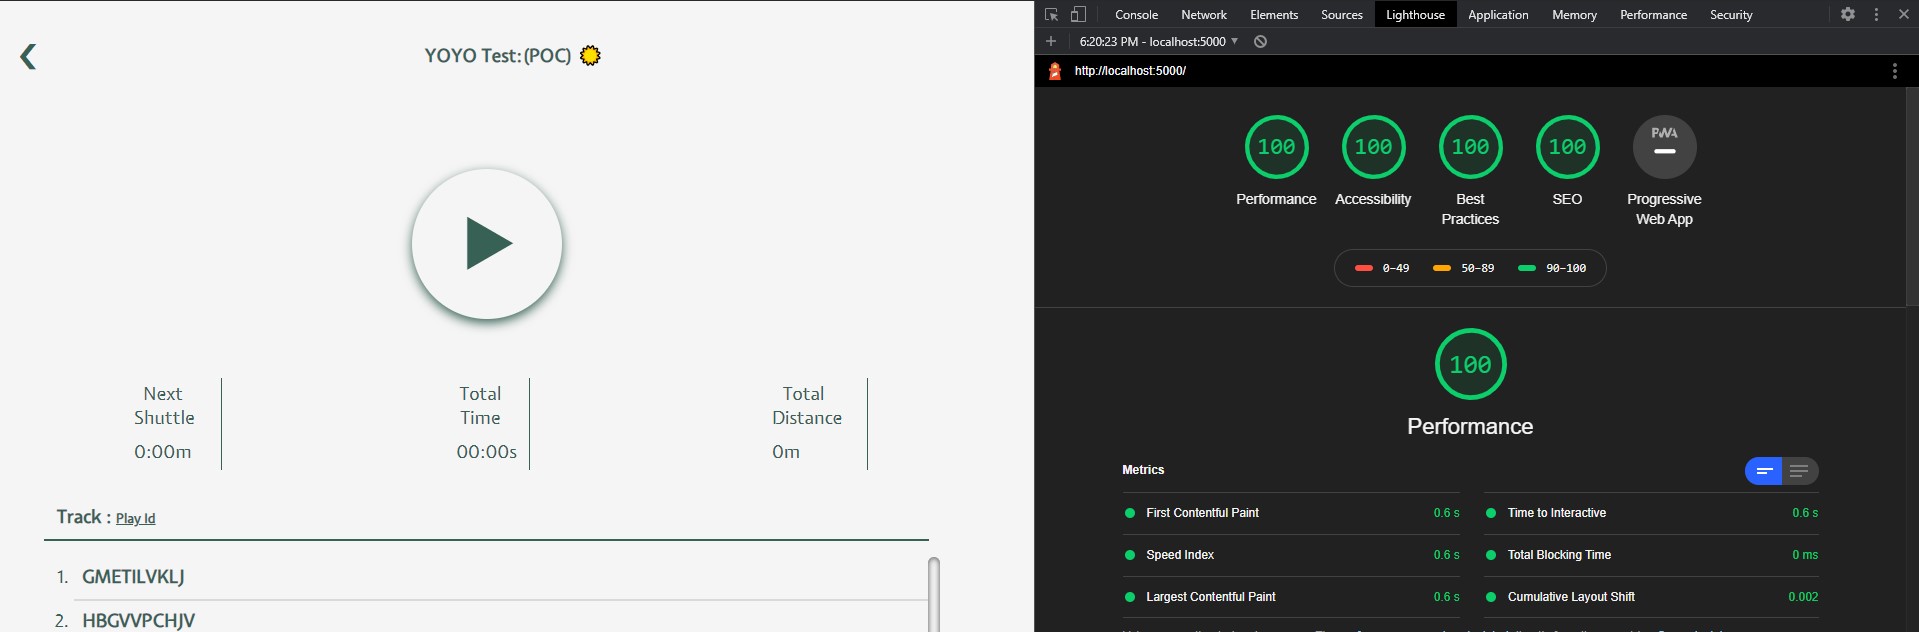 YOYO Test:(POC)
Next
Shuttle
0:00m
Total
Time
00:00s
Total
Distance
0m
Track : Play Id
1. GMETILVKLJ
2. HBGVVPCHJV
Console Network Elements Sources Lighthouse Application Memory Performance Security
6:20:23 PM - localhost:5000
http://localhost:5000/
100 100 100 100 PWA
Performance Accessibility Best Practices SEO Progressive Web App
0–49 50–89 90–100
100
Performance
Metrics
First Contentful Paint 0.6 s
Time to Interactive 0.6 s
Speed Index 0.6 s
Total Blocking Time 0 ms
Largest Contentful Paint 0.6 s
Cumulative Layout Shift 0.002